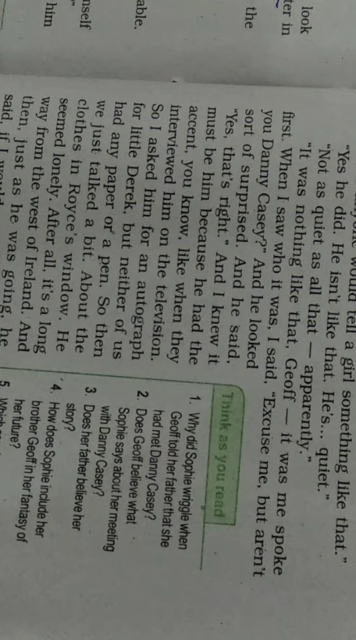 look
ter in
the
able.
nself
him
would tell a girl something like that."
"Yes he did. He isn't like that. He's... quiet."
"Not as quiet as all that — apparently."
"It was nothing like that, Geoff — it was me spoke
first. When I saw who it was, I said, "Excuse me, but aren't
you Danny Casey?" And he looked
sort of surprised. And he said,
"Yes, that's right." And I knew it
must be him because he had the
accent, you know, like when they
interviewed him on the television.
So I asked him for an autograph
for little Derek, but neither of us
had any paper or a pen. So then
we just talked a bit. About the
clothes in Royce's window. He
seemed lonely. After all, it's a long
way from the west of Ireland. And
then, just as he was going, he
said, if I would
Think as you read
1. Why did Sophie wriggle when
Geoff told her father that she
had met Danny Casey?
2. Does Geoff believe what
Sophie says about her meeting
with Danny Casey?
3. Does her father believe her
story?
4. How does Sophie include her
brother Geoff in her fantasy of
her future?
5